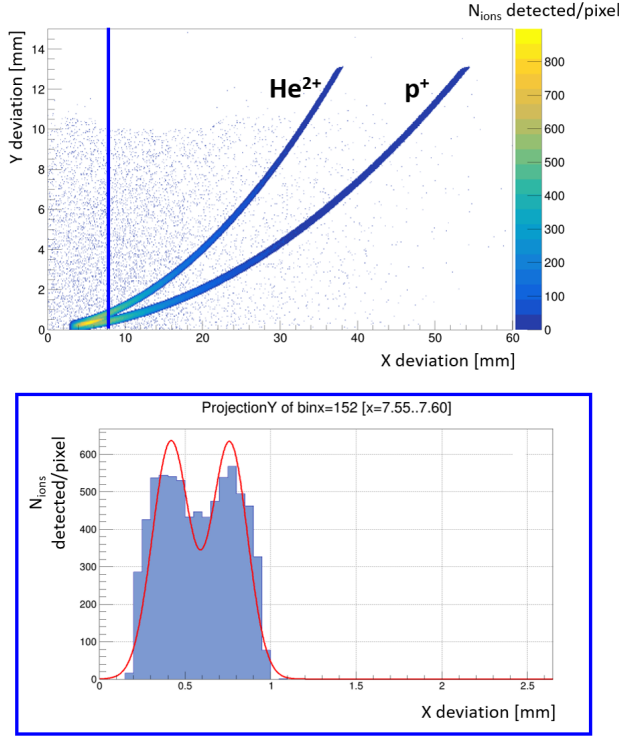 N_ions detected/pixel
Y deviation [mm]
14
12
10
8
6
4
2
0
He²⁺
p⁺
800
700
600
500
400
300
200
100
0
0 10 20 30 40 50 60
X deviation [mm]
ProjectionY of binx=152 [x=7.55..7.60]
N_ions
detected/pixel
600
500
400
300
200
100
0
0 0.5 1 1.5 2 2.5
X deviation [mm]